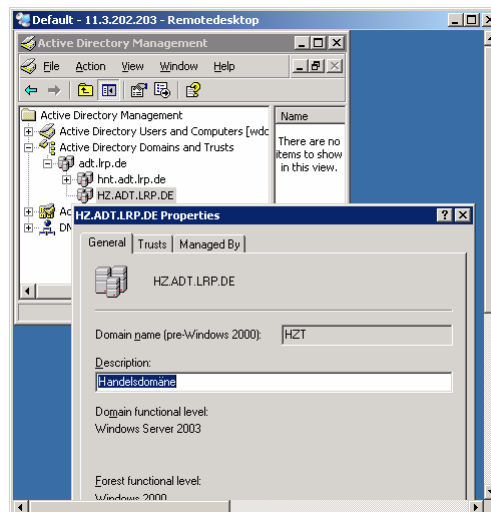 Default - 11.3.202.203 - Remotedesktop
Active Directory Management
File Action View Window Help
Active Directory Management
Active Directory Users and Computers [wdc
Active Directory Domains and Trusts
adt.lrp.de
hnt.adt.lrp.de
HZ.ADT.LRP.DE
Ac
DN
Name
There are no
items to show
in this view.
HZ.ADT.LRP.DE Properties
General Trusts Managed By
HZ.ADT.LRP.DE
Domain name (pre-Windows 2000): HZT
Description:
Handelsdomäne
Domain functional level:
Windows Server 2003
Forest functional level:
Windows 2000